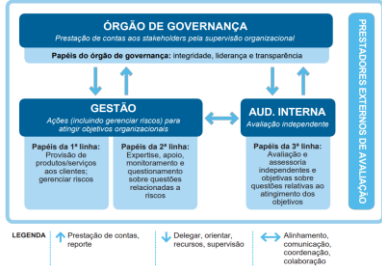 ÓRGÃO DE GOVERNANÇA
Prestação de contas aos stakeholders pela supervisão organizacional
Papéis do órgão de governança: integridade, liderança e transparência
GESTÃO
Ações (incluindo gerenciar riscos) para
atingir objetivos organizacionais
Papéis da 1ª linha:
Provisão de
produtos/serviços
aos clientes;
gerenciar riscos
Papéis da 2ª linha:
Expertise, apoio,
monitoramento e
questionamento
sobre questões
relacionadas a
riscos
AUD. INTERNA
Avaliação independente
Papéis da 3ª linha:
Avaliação e
assessoria
independentes e
objetivas sobre
questões relativas ao
atingimento dos
objetivos
PRESTADORES EXTERNOS DE AVALIAÇÃO
LEGENDA
Prestação de contas,
reporte
Delegar, orientar,
recursos, supervisão
Alinhamento,
comunicação,
coordenação,
colaboração